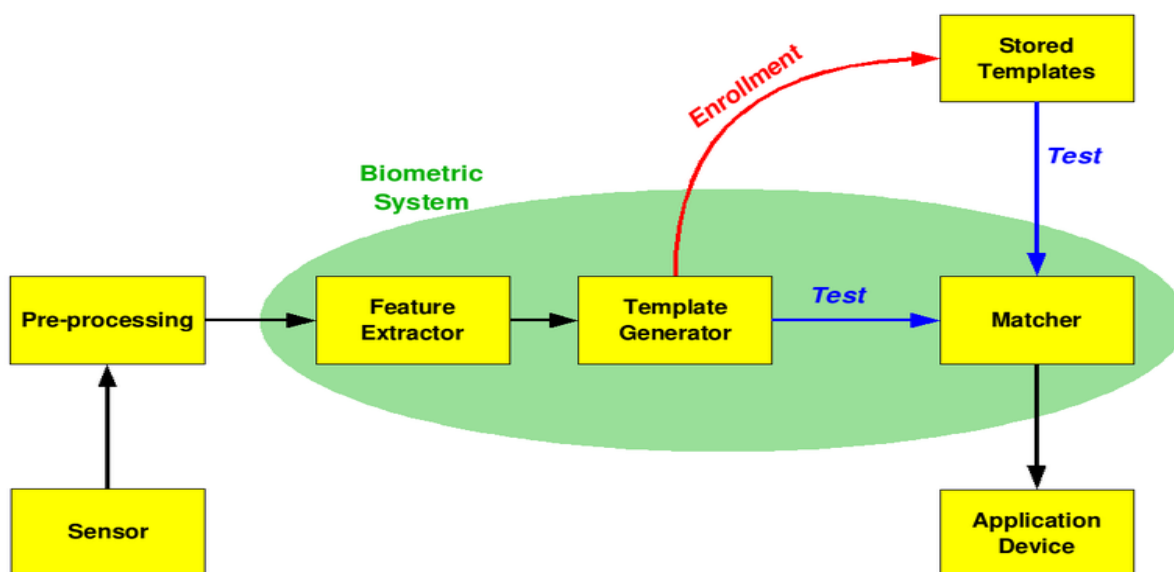 Stored
Templates
Enrollment
Test
Biometric
System
Pre-processing
Feature
Extractor
Template
Generator
Test
Matcher
Sensor
Application
Device